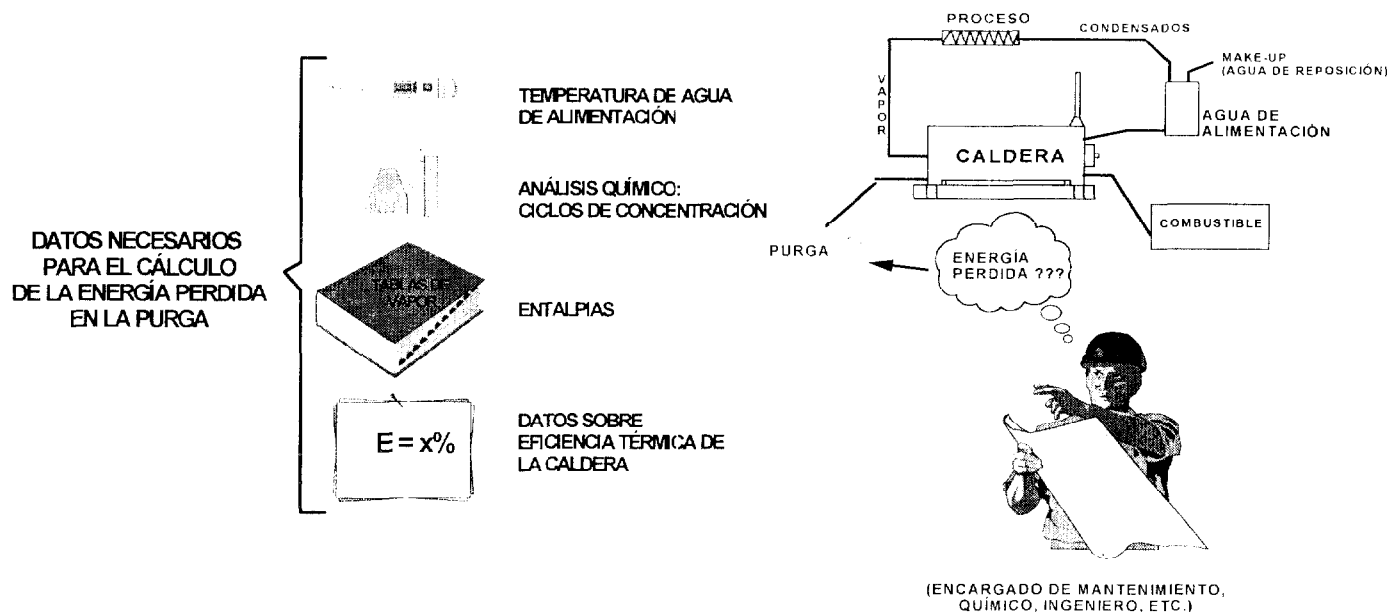 DATOS NECESARIOS
PARA EL CÁLCULO
DE LA ENERGÍA PERDIDA
EN LA PURGA
TEMPERATURA DE AGUA
DE ALIMENTACIÓN
ANÁLISIS QUÍMICO:
CICLOS DE CONCENTRACIÓN
TABLAS DE
VAPOR
ENTALPIAS
E = x%
DATOS SOBRE
EFICIENCIA TÉRMICA DE
LA CALDERA
PROCESO
CONDENSADOS
MAKE-UP
(AGUA DE REPOSICIÓN)
VAPOR
AGUA DE
ALIMENTACIÓN
CALDERA
COMBUSTIBLE
PURGA
ENERGÍA
PERDIDA ???
(ENCARGADO DE MANTENIMIENTO,
QUÍMICO, INGENIERO, ETC.)